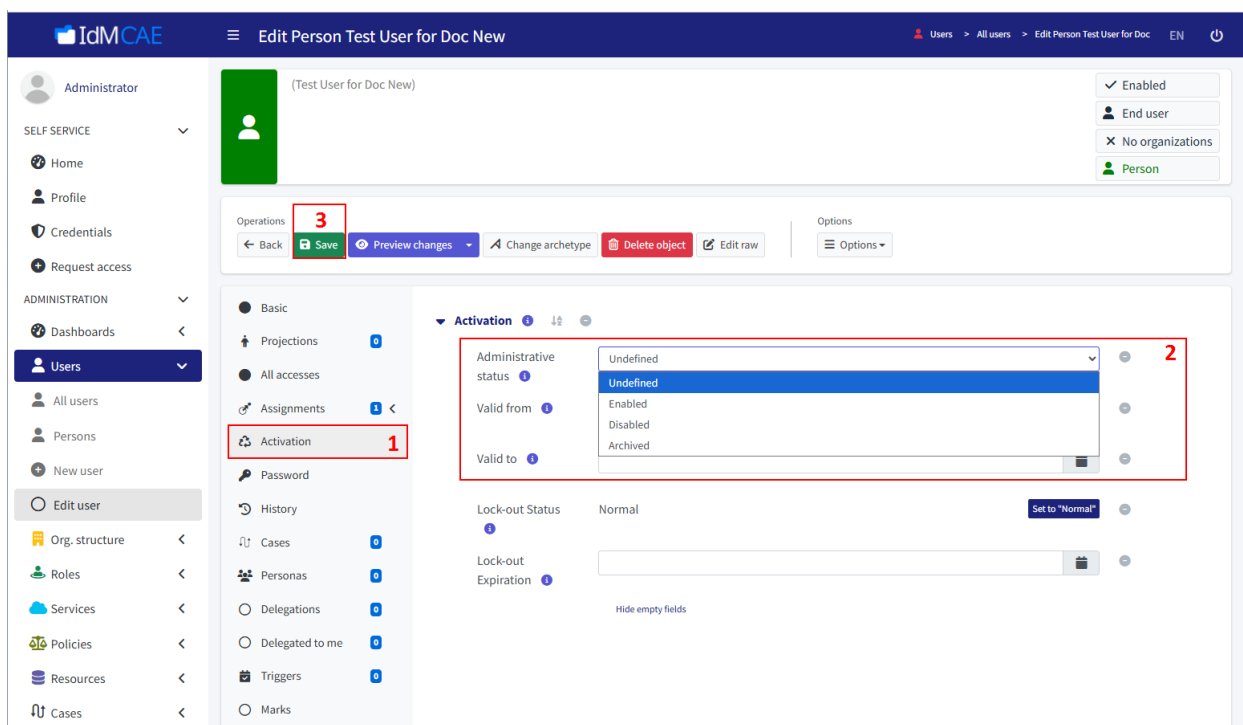 IdMCAE
Edit Person Test User for Doc New
Users > All users > Edit Person Test User for Doc
EN
Administrator
SELF SERVICE
Home
Profile
Credentials
Request access
ADMINISTRATION
Dashboards
Users
All users
Persons
New user
Edit user
Org. structure
Roles
Services
Policies
Resources
Cases
(Test User for Doc New)
Enabled
End user
No organizations
Person
Operations
3
Back
Save
Preview changes
Change archetype
Delete object
Edit raw
Options
Options
Basic
Projections 0
All accesses
Assignments 1
Activation 1
Password
History
Cases 0
Personas 0
Delegations 0
Delegated to me 0
Triggers 0
Marks
Activation
2
Administrative
status
Undefined
Undefined
Enabled
Disabled
Archived
Valid from
Valid to
Lock-out Status
Normal
Set to "Normal"
Lock-out
Expiration
Hide empty fields